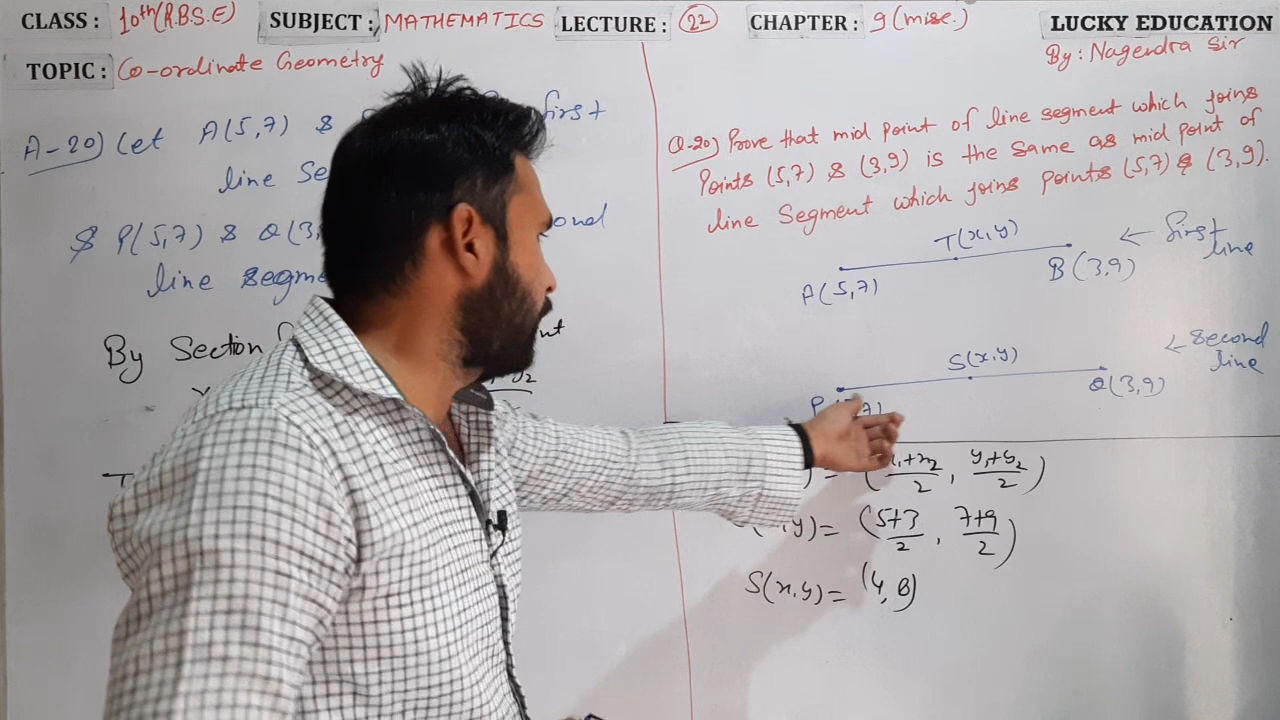 CLASS : 10th (R.B.S.E) SUBJECT : MATHEMATICS LECTURE : 22 CHAPTER : 9 (misc.) LUCKY EDUCATION
By : Nagendra Sir
TOPIC : Co-ordinate Geometry
A-20) Let A(5,7) & first
line Se
& P(5,7) & Q(3,
line segme
By Section
Q-20) Prove that mid point of line segment which joins
Points (5,7) & (3,9) is the same as mid point of
line Segment which joins points (5,7) & (3,9).
T(x,y)
A(5,7) B(3,9) ← first line
S(x,y)
Q(3,9) ← second line
= (x₁+x₂/2, y₁+y₂/2)
,y) = (5+3/2, 7+9/2)
S(x,y) = (4, 8)